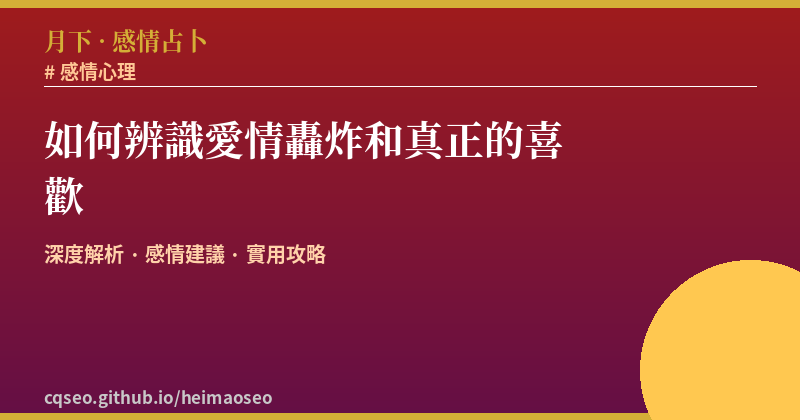 月下 · 感情占卜
# 感情心理
如何辨識愛情轟炸和真正的喜
歡
深度解析 · 感情建議 · 實用攻略
cqseo.github.io/heimaoseo